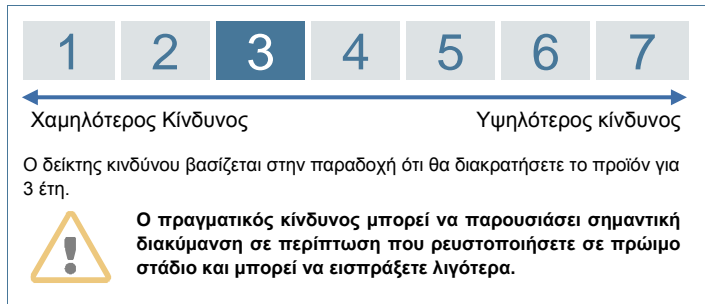 1 2 3 4 5 6 7
Χαμηλότερος Κίνδυνος Υψηλότερος κίνδυνος
Ο δείκτης κινδύνου βασίζεται στην παραδοχή ότι θα διακρατήσετε το προϊόν για
3 έτη.
Ο πραγματικός κίνδυνος μπορεί να παρουσιάσει σημαντική
διακύμανση σε περίπτωση που ρευστοποιήσετε σε πρώιμο
στάδιο και μπορεί να εισπράξετε λιγότερα.